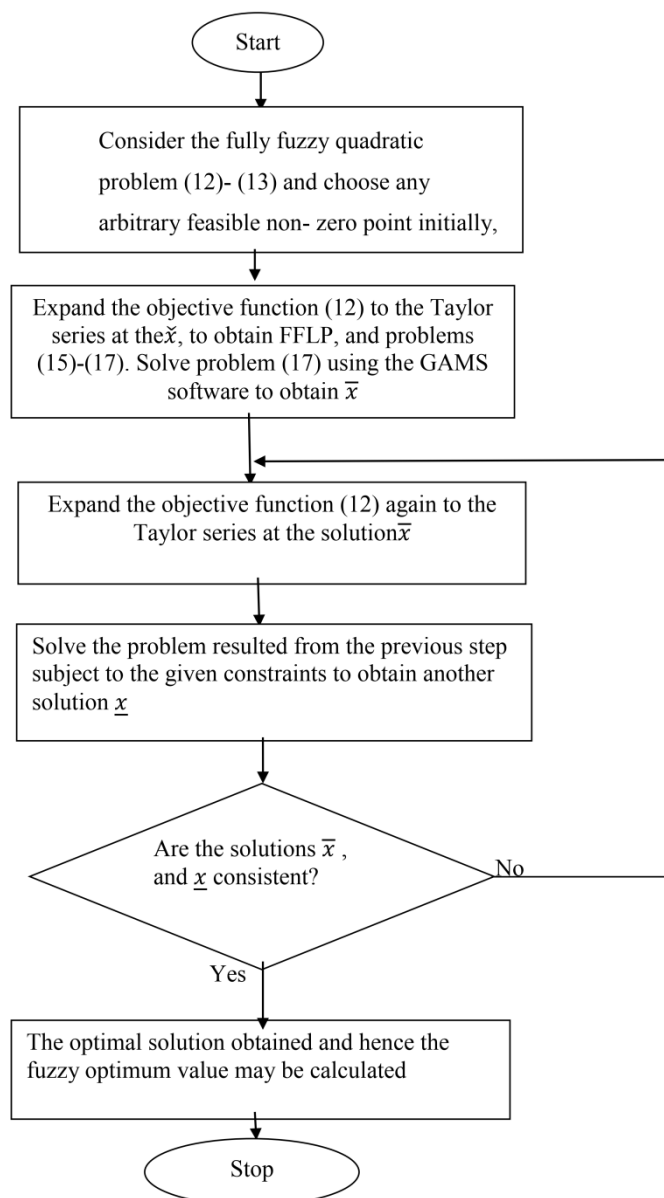 Start
Consider the fully fuzzy quadratic
problem (12)- (13) and choose any
arbitrary feasible non- zero point initially,
Expand the objective function (12) to the Taylor
series at thex̌, to obtain FFLP, and problems
(15)-(17). Solve problem (17) using the GAMS
software to obtain x̅
Expand the objective function (12) again to the
Taylor series at the solutionx̅
Solve the problem resulted from the previous step
subject to the given constraints to obtain another
solution x̲
Are the solutions x̅ ,
and x̲ consistent?
No
Yes
The optimal solution obtained and hence the
fuzzy optimum value may be calculated
Stop